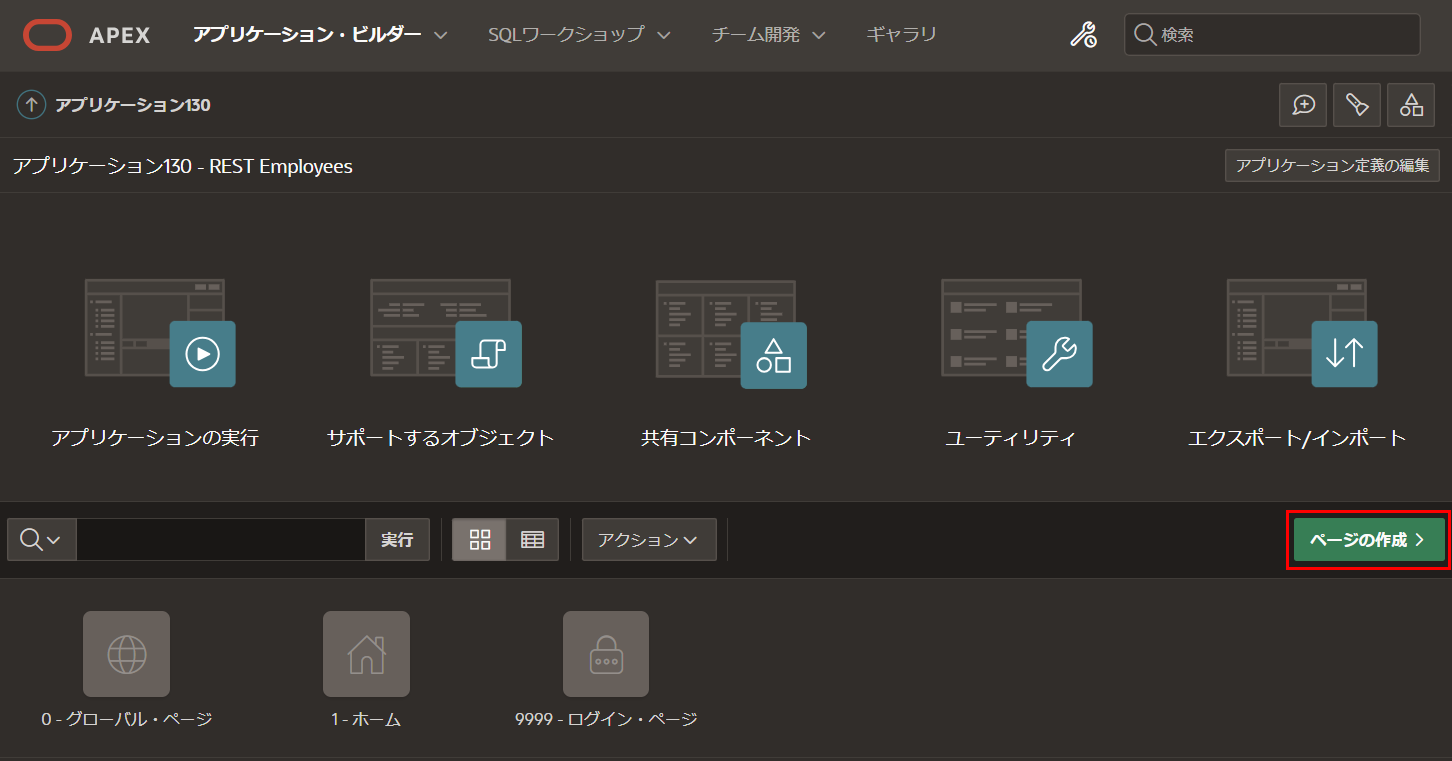 APEX アプリケーション・ビルダー SQLワークショップ チーム開発 ギャラリ 検索
アプリケーション130
アプリケーション130 - REST Employees アプリケーション定義の編集
アプリケーションの実行 サポートするオブジェクト 共有コンポーネント ユーティリティ エクスポート/インポート
実行 アクション ページの作成
0 - グローバル・ページ 1 - ホーム 9999 - ログイン・ページ